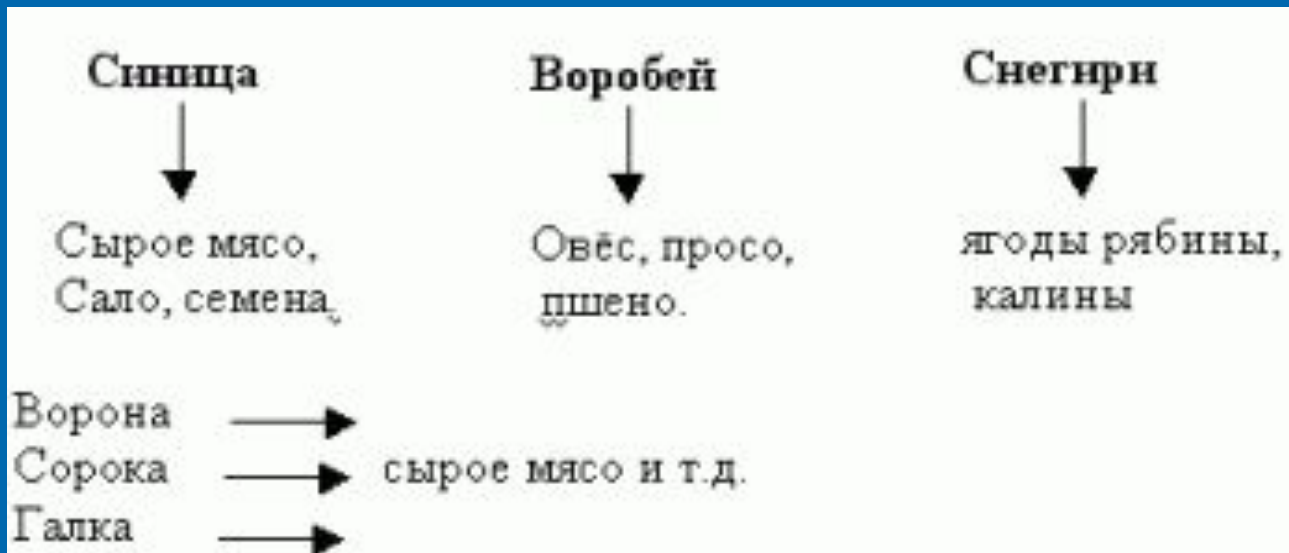 Синица
Воробей
Снегири
Сырое мясо,
Сало, семена
Овёс, просо,
пшено.
ягоды рябины,
калины
Ворона
Сорока
сырое мясо и т.д.
Галка